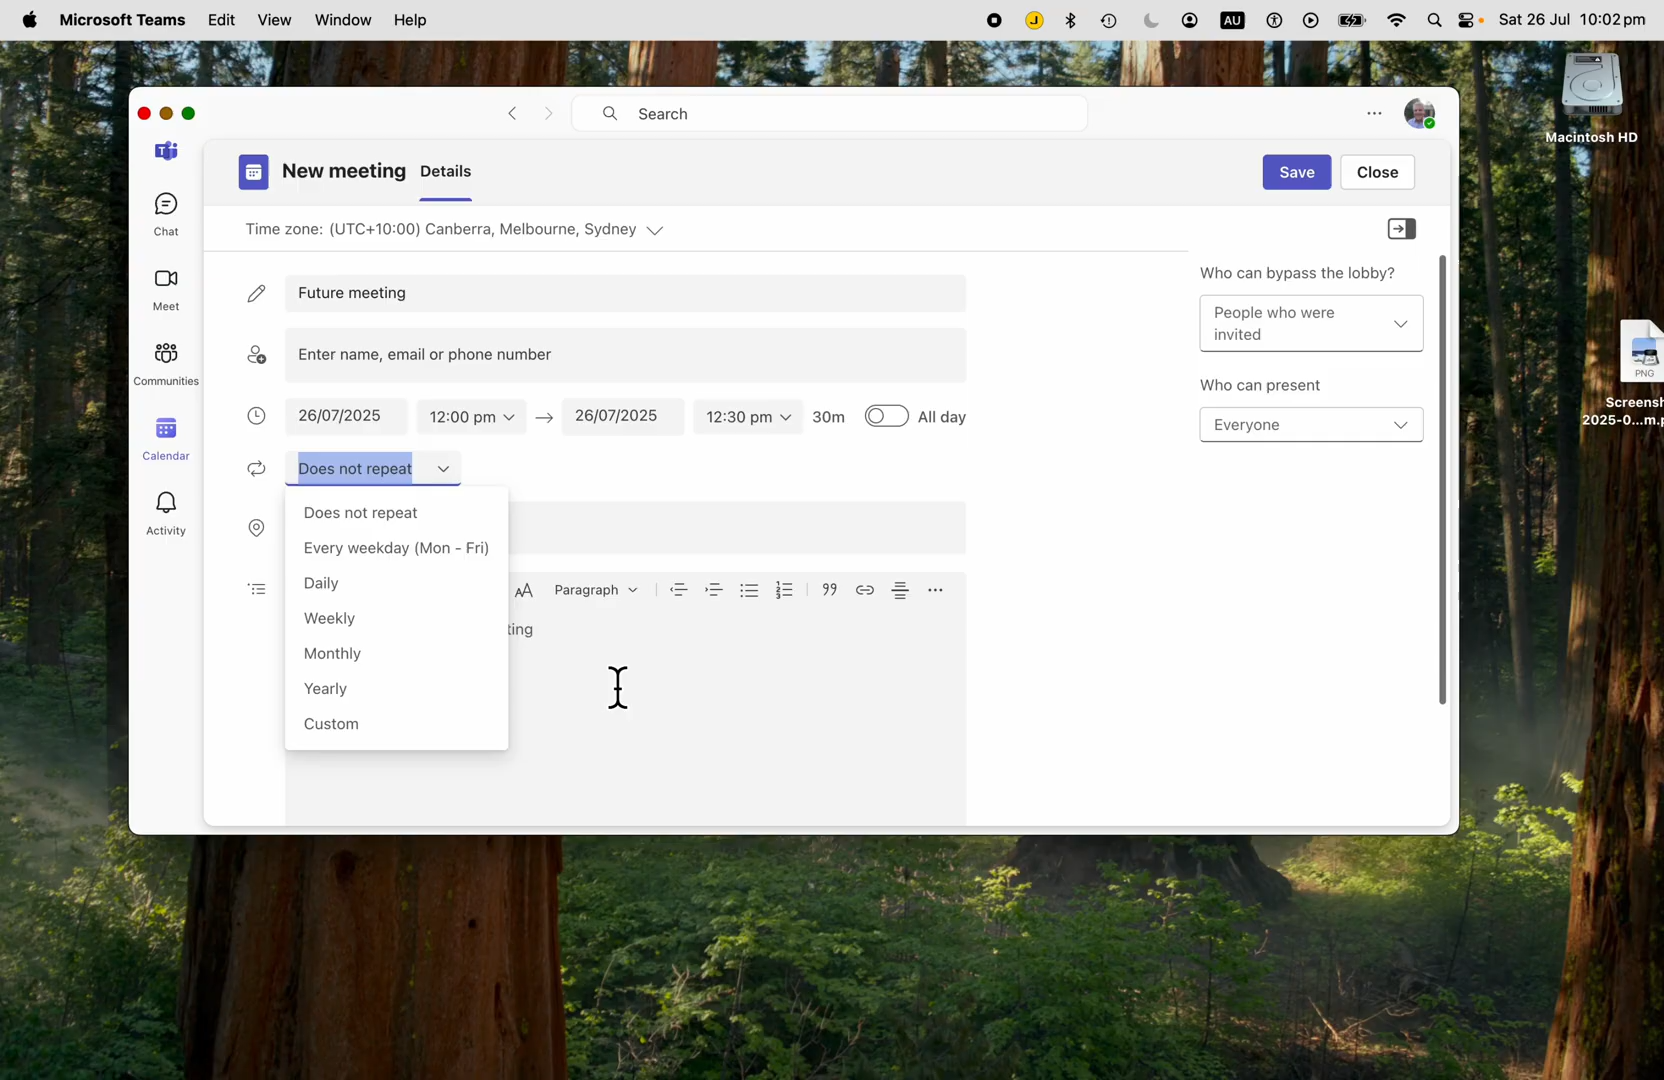 Microsoft Teams Edit View Window Help
J AU Sat 26 Jul 10:02 pm
Search
Macintosh HD
New meeting Details
Save Close
Chat
Time zone: (UTC+10:00) Canberra, Melbourne, Sydney
Meet
Who can bypass the lobby?
Future meeting
People who were
invited
Enter name, email or phone number
Communities
PNG
Who can present
Screensh
2025-0...m.p
26/07/2025 12:00 pm 26/07/2025 12:30 pm 30m All day
Everyone
Calendar
Does not repeat
Does not repeat
Activity
Every weekday (Mon - Fri)
Daily
Paragraph
Weekly
ting
Monthly
Yearly
Custom